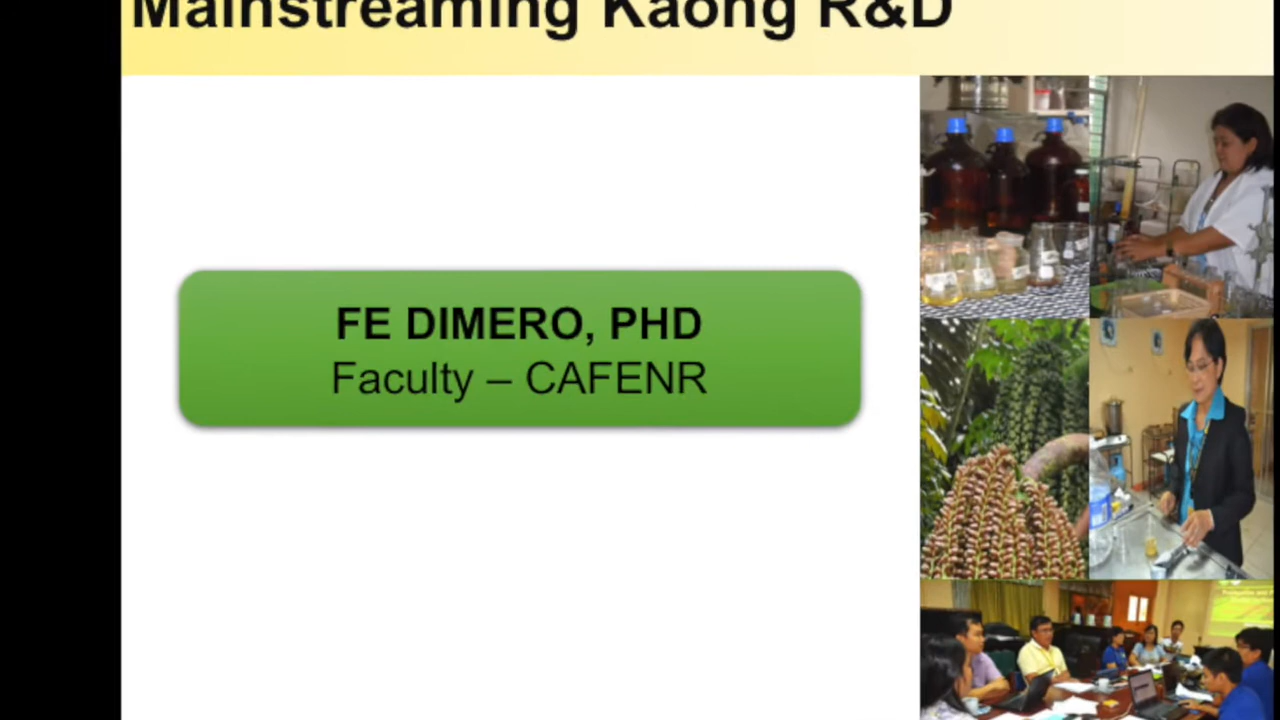 Mainstreaming Kaong R&D
FE DIMERO, PHD
Faculty – CAFENR